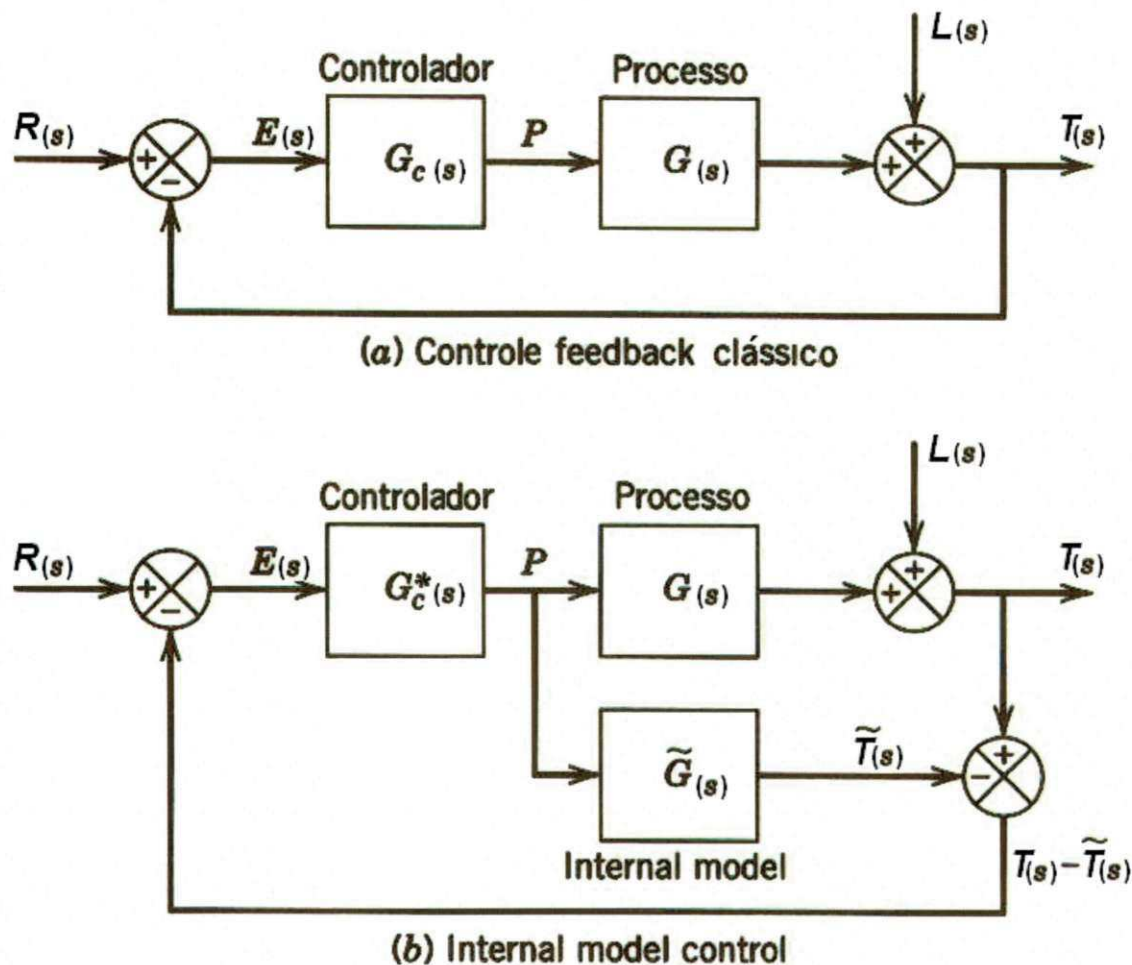 L(s)
Controlador Processo
R(s) + − E(s) Gc(s) P G(s) + + T(s)
(a) Controle feedback clássico
L(s)
Controlador Processo
R(s) + − E(s) G*c(s) P G(s) + + T(s)
G̃(s) T̃(s) − +
Internal model T(s) − T̃(s)
(b) Internal model control